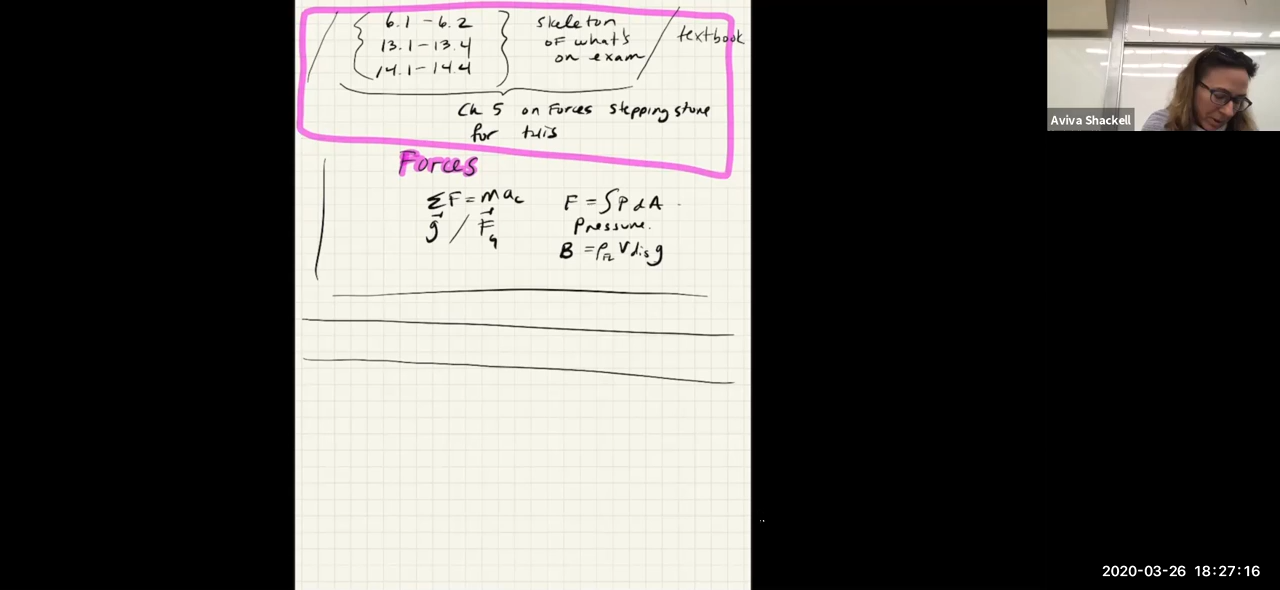 6.1 - 6.2
13.1 - 13.4
14.1 - 14.4
skeleton
of what's
on exam
textbook
Ch 5 on Forces stepping stone
for this
Forces
ΣF = ma_c
g⃗ / F⃗_g
F = ∫P dA
Pressure.
B = ρ_FL V_dis g
Aviva Shackell
2020-03-26 18:27:16